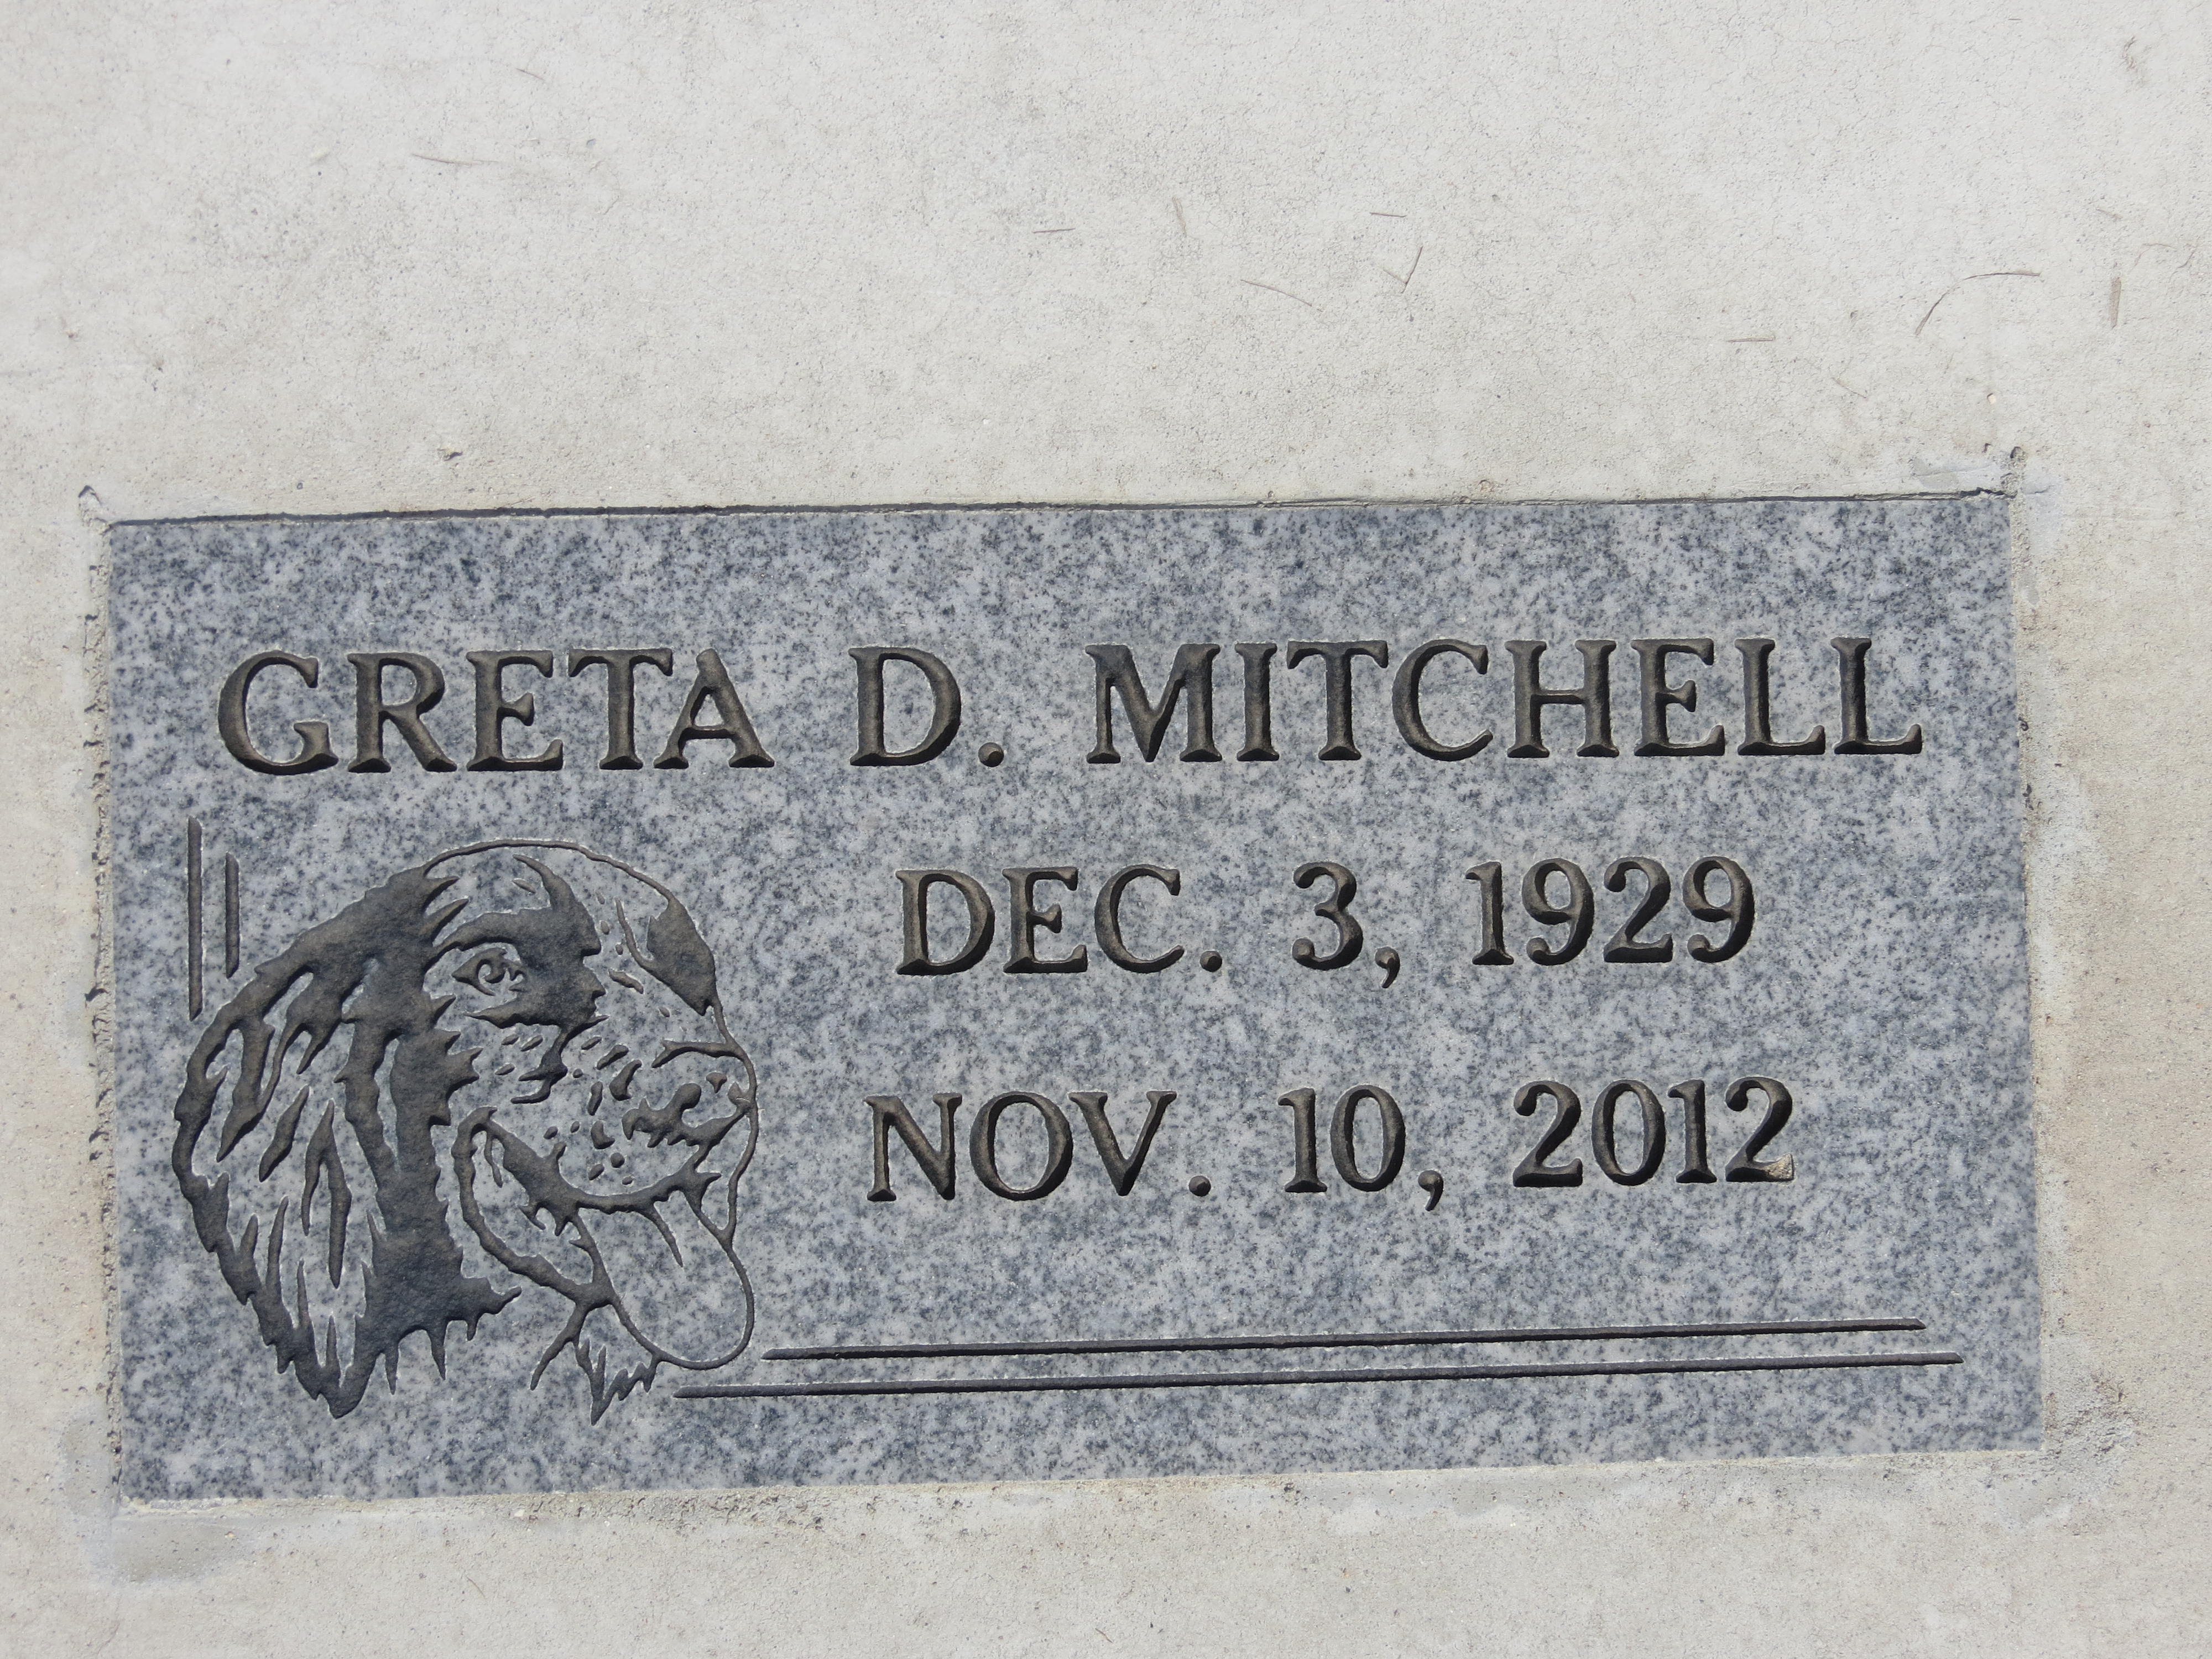 GRETA D. MITCHELL
DEC. 3, 1929
NOV. 10, 2012